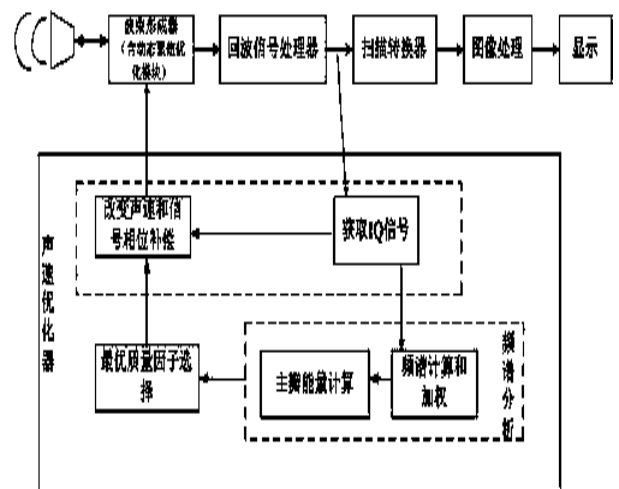 波束形成器
（含动态聚焦优
化模块）
回波信号处理器
扫描转换器
图像处理
显示
改变声速和信
号相位补偿
获取IQ信号
声速优化器
最优质量因子选
择
主瓣能量计算
频谱计算和
加权
频谱分析